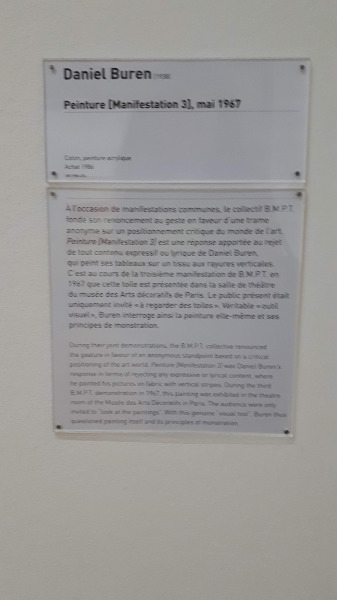 Daniel Buren (1938)
Peinture [Manifestation 3], mai 1967
Coton, peinture acrylique
Achat 1986
À l'occasion de manifestations communes, le collectif B.M.P.T.
fonde son renoncement au geste en faveur d'une trame
anonyme sur un positionnement critique du monde de l'art.
Peinture [Manifestation 3] est une réponse apportée au rejet
de tout contenu expressif ou lyrique de Daniel Buren,
qui peint ses tableaux sur un tissu aux rayures verticales.
C'est au cours de la troisième manifestation de B.M.P.T. en
1967 que cette toile est présentée dans la salle de théâtre
du musée des Arts décoratifs de Paris. Le public présent était
uniquement invité « à regarder des toiles ». Véritable « outil
visuel », Buren interroge ainsi la peinture elle-même et ses
principes de monstration.
During their joint demonstrations, the B.M.P.T. collective renounced
the gesture in favour of an anonymous standpoint based on a critical
positioning of the art world. Peinture [Manifestation 3] was Daniel Buren's
response in terms of rejecting any expressive or lyrical content, where
he painted his pictures on fabric with vertical stripes. During the third
B.M.P.T. demonstration in 1967, this painting was exhibited in the theatre
room of the Musée des Arts Décoratifs in Paris. The audience were only
invited to "look at the paintings". With this genuine "visual tool", Buren thus
questioned painting itself and its principles of monstration.